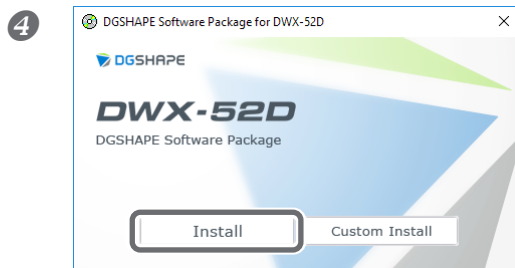 4
DGSHAPE Software Package for DWX-52D
DGSHAPE
DWX-52D
DGSHAPE Software Package
Install
Custom Install